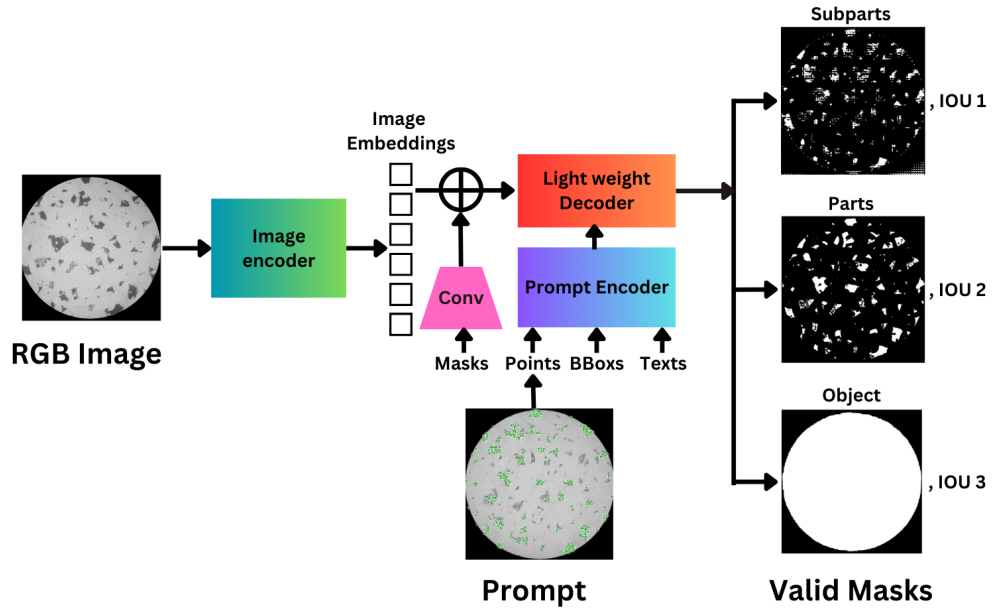 Subparts
, IOU 1
Image
Embeddings
Light weight
Decoder
Parts
Image
encoder
Prompt Encoder
, IOU 2
Conv
RGB Image
Masks
Points
BBoxs
Texts
Object
, IOU 3
Prompt
Valid Masks